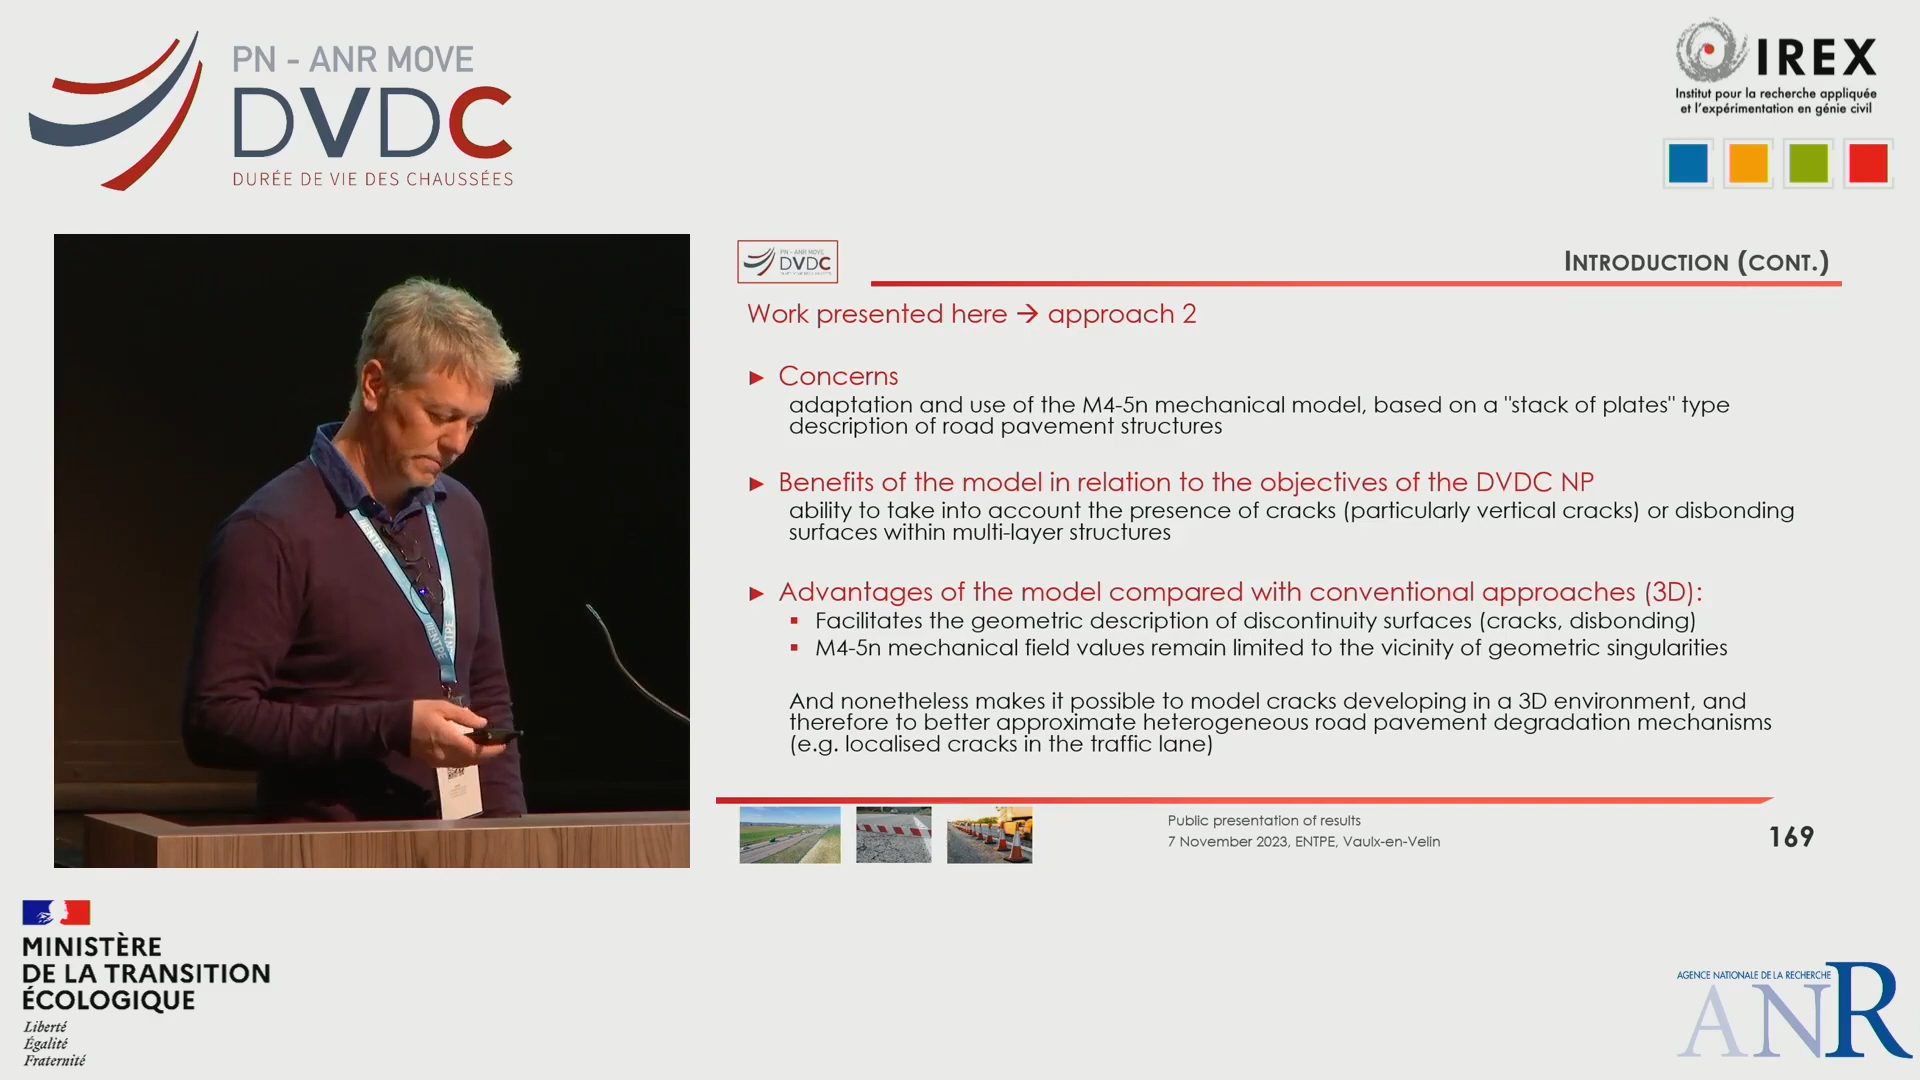 PN - ANR MOVE
DVDC
DURÉE DE VIE DES CHAUSSÉES
IREX
Institut pour la recherche appliquée
et l'expérimentation en génie civil
PN - ANR MOVE
DVDC
INTRODUCTION (CONT.)
Work presented here → approach 2
► Concerns
adaptation and use of the M4-5n mechanical model, based on a "stack of plates" type
description of road pavement structures
► Benefits of the model in relation to the objectives of the DVDC NP
ability to take into account the presence of cracks (particularly vertical cracks) or disbonding
surfaces within multi-layer structures
► Advantages of the model compared with conventional approaches (3D):
▪ Facilitates the geometric description of discontinuity surfaces (cracks, disbonding)
▪ M4-5n mechanical field values remain limited to the vicinity of geometric singularities
And nonetheless makes it possible to model cracks developing in a 3D environment, and
therefore to better approximate heterogeneous road pavement degradation mechanisms
(e.g. localised cracks in the traffic lane)
Public presentation of results
7 November 2023, ENTPE, Vaulx-en-Velin
169
#ENTPE
#ENTPE
MINISTÈRE
DE LA TRANSITION
ÉCOLOGIQUE
Liberté
Égalité
Fraternité
AGENCE NATIONALE DE LA RECHERCHE
ANR